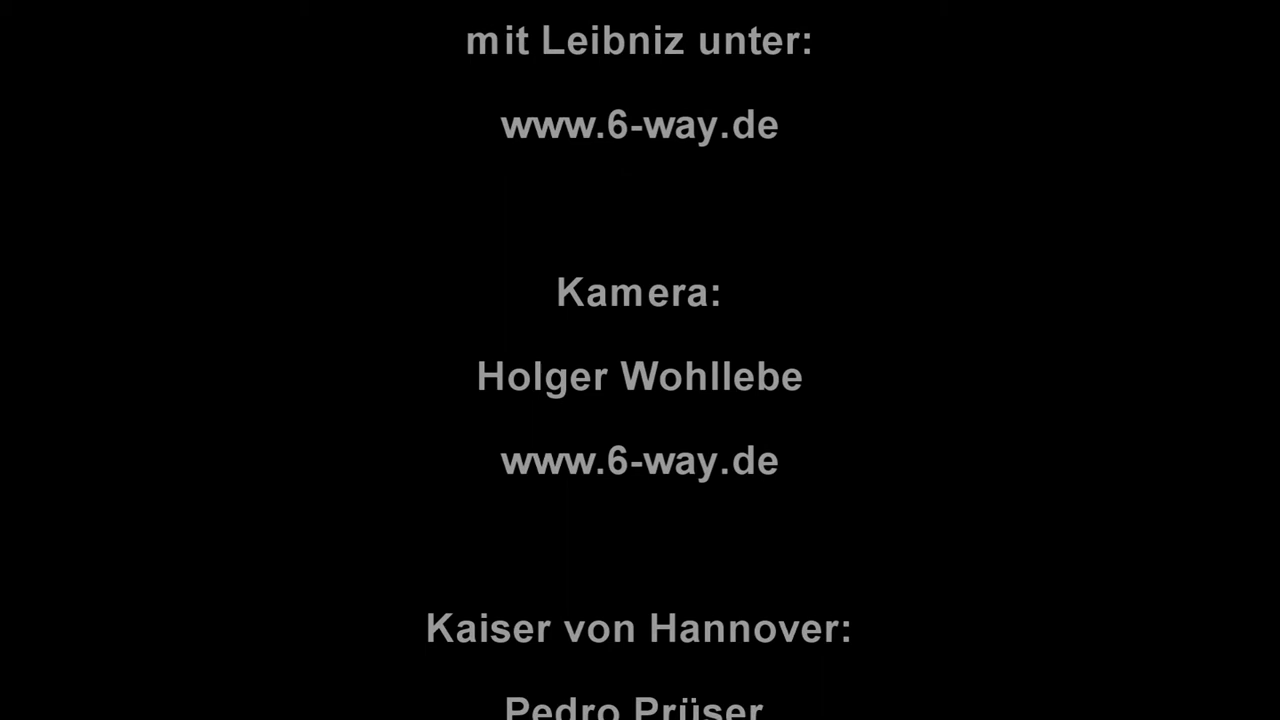 mit Leibniz unter:
www.6-way.de
Kamera:
Holger Wohllebe
www.6-way.de
Kaiser von Hannover:
Pedro Prüser